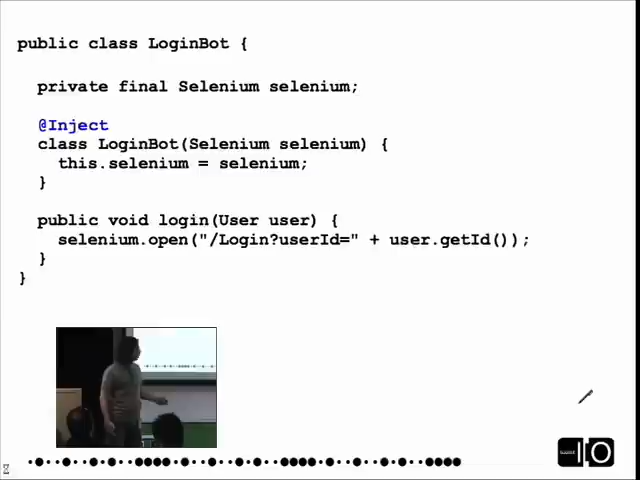 public class LoginBot {
private final Selenium selenium;
@Inject
class LoginBot(Selenium selenium) {
this.selenium = selenium;
}
public void login(User user) {
selenium.open("/Login?userId=" + user.getId());
}
}
IO